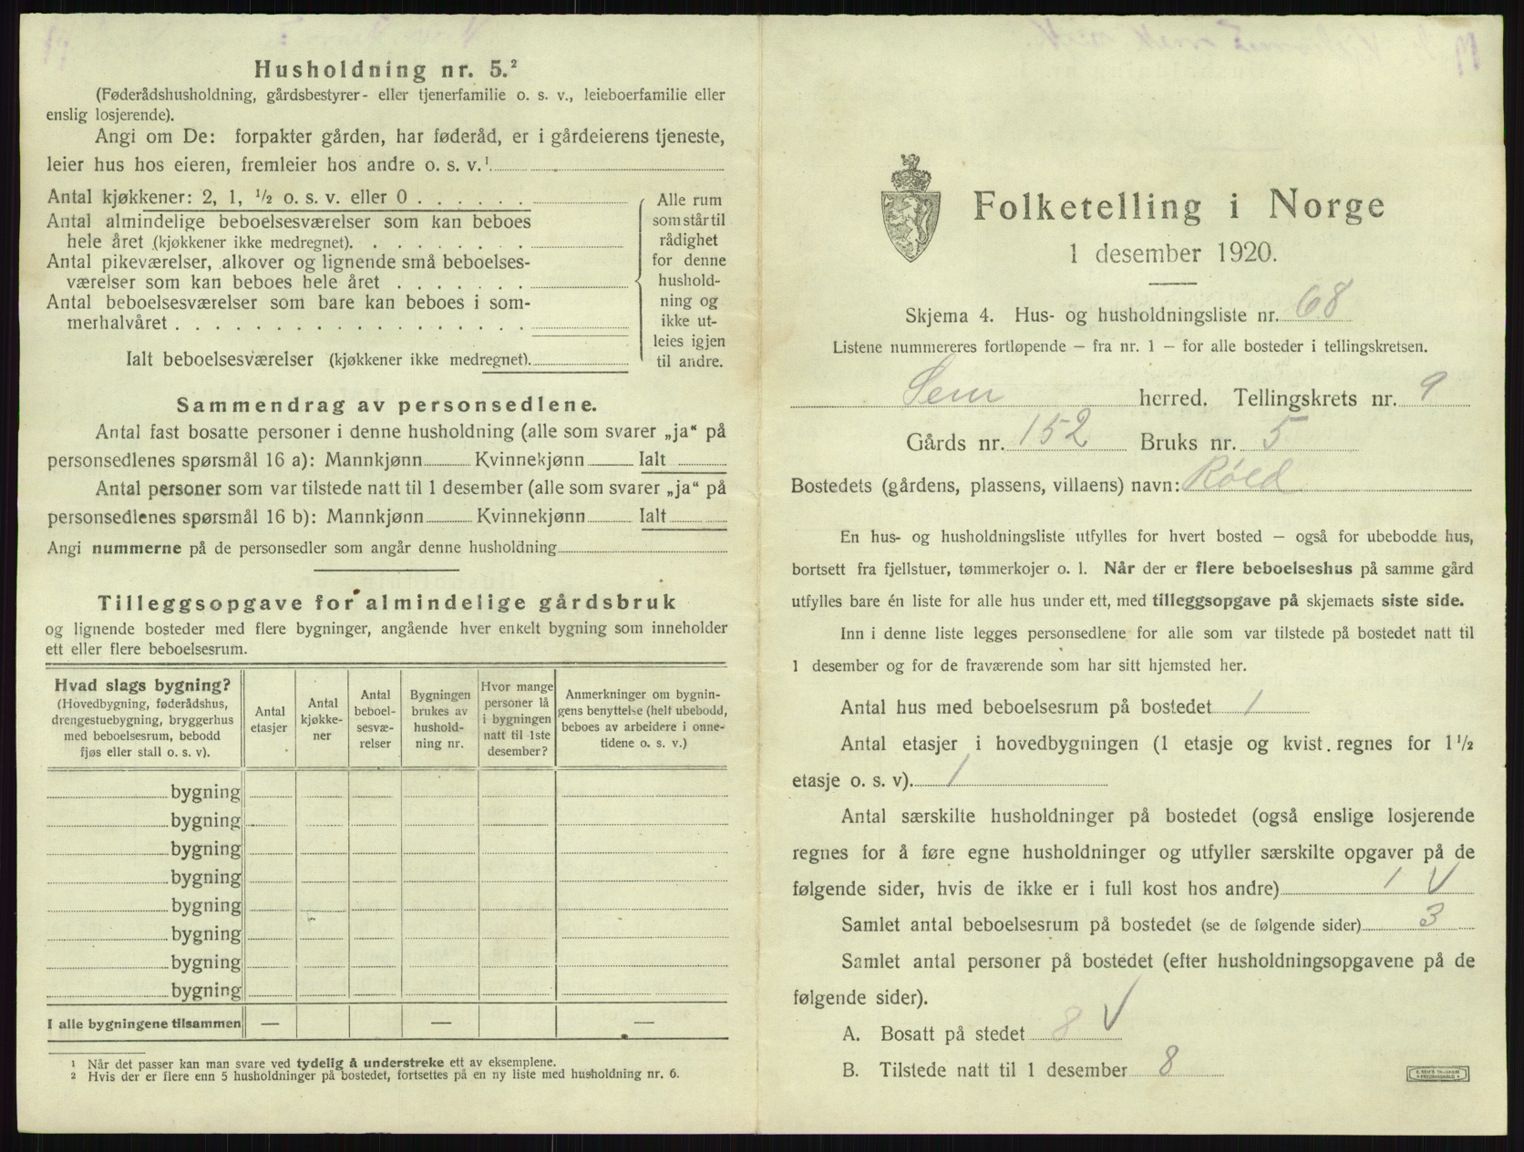 Husholdning nr. 5.²
(Føderådshusholdning, gårdsbestyrer- eller tjenerfamilie o. s. v., leieboerfamilie eller
enslig losjerende).
Angi om De: forpakter gården, har føderåd, er i gårdeierens tjeneste,
leier hus hos eieren, fremleier hos andre o. s. v.¹
Antal kjøkkener: 2, 1, ½ o. s. v. eller 0
Antal almindelige beboelsesværelser som kan beboes
hele året (kjøkkener ikke medregnet).
Antal pikeværelser, alkover og lignende små beboelses-
værelser som kan beboes hele året
Antal beboelsesværelser som bare kan beboes i som-
merhalvåret
Ialt beboelsesværelser (kjøkkener ikke medregnet).
Alle rum
som står til
rådighet
for denne
hushold-
ning og
ikke ut-
leies igjen
til andre.
Sammendrag av personsedlene.
Antal fast bosatte personer i denne husholdning (alle som svarer „ja“ på
personsedlenes spørsmål 16 a): Mannkjønn Kvinnekjønn Ialt
Antal personer som var tilstede natt til 1 desember (alle som svarer „ja“ på
personsedlenes spørsmål 16 b): Mannkjønn Kvinnekjønn Ialt
Angi nummerne på de personsedler som angår denne husholdning
Tilleggsopgave for almindelige gårdsbruk
og lignende bosteder med flere bygninger, angående hver enkelt bygning som inneholder
ett eller flere beboelsesrum.
Hvad slags bygning?
(Hovedbygning, føderådshus,
drengestuebygning, bryggerhus
med beboelsesrum, bebodd
fjøs eller stall o. s. v).
Antal
etasjer
Antal
kjøkke-
ner
Antal
beboel-
sesvæ-
relser
Bygningen
brukes av
hushold-
ning nr.
Hvor mange
personer lå
i bygningen
natt til 1ste
desember?
Anmerkninger om bygnin-
gens benyttelse (helt ubebodd,
beboes av arbeidere i onne-
tidene o. s. v.)
bygning
bygning
bygning
bygning
bygning
bygning
bygning
bygning
I alle bygningene tilsammen — — —
¹ Når det passer kan man svare ved tydelig å understreke ett av eksemplene.
² Hvis der er flere enn 5 husholdninger på bostedet, fortsettes på en ny liste med husholdning nr. 6.
Folketelling i Norge
1 desember 1920.
Skjema 4. Hus- og husholdningsliste nr. 68
Listene nummereres fortløpende — fra nr. 1 — for alle bosteder i tellingskretsen.
Sem herred. Tellingskrets nr. 9
Gårds nr. 152 Bruks nr. 5
Bostedets (gårdens, plassens, villaens) navn: Røld
En hus- og husholdningsliste utfylles for hvert bosted — også for ubebodde hus,
bortsett fra fjellstuer, tømmerkojer o. l. Når der er flere beboelseshus på samme gård
utfylles bare én liste for alle hus under ett, med tilleggsopgave på skjemaets siste side.
Inn i denne liste legges personsedlene for alle som var tilstede på bostedet natt til
1 desember og for de fraværende som har sitt hjemsted her.
Antal hus med beboelsesrum på bostedet 1
Antal etasjer i hovedbygningen (1 etasje og kvist regnes for 1½
etasje o. s. v). 1
Antal særskilte husholdninger på bostedet (også enslige losjerende
regnes for å føre egne husholdninger og utfyller særskilte opgaver på de
følgende sider, hvis de ikke er i full kost hos andre) 1 V
Samlet antal beboelsesrum på bostedet (se de følgende sider) 3
Samlet antal personer på bostedet (efter husholdningsopgavene på de
følgende sider).
A. Bosatt på stedet 8 V
B. Tilstede natt til 1 desember 8